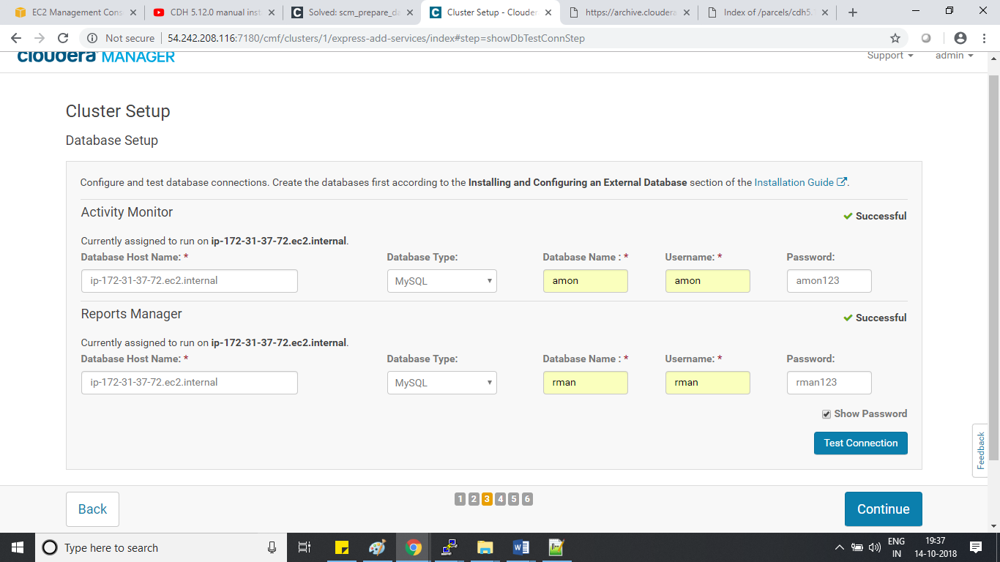 EC2 Management Cons
CDH 5.12.0 manual inst
Solved: scm_prepare_da
Cluster Setup - Clouder
https://archive.cloudera
Index of /parcels/cdh5.
Not secure
54.242.208.116:7180/cmf/clusters/1/express-add-services/index#step=showDbTestConnStep
cloudera MANAGER
Support
admin
Cluster Setup
Database Setup
Configure and test database connections. Create the databases first according to the Installing and Configuring an External Database section of the Installation Guide.
Activity Monitor
Successful
Currently assigned to run on ip-172-31-37-72.ec2.internal.
Database Host Name: *
Database Type:
Database Name : *
Username: *
Password:
ip-172-31-37-72.ec2.internal
MySQL
amon
amon
amon123
Reports Manager
Successful
Currently assigned to run on ip-172-31-37-72.ec2.internal.
Database Host Name: *
Database Type:
Database Name : *
Username: *
Password:
ip-172-31-37-72.ec2.internal
MySQL
rman
rman
rman123
Show Password
Test Connection
Feedback
Back
1 2 3 4 5 6
Continue
Type here to search
ENG
IN
19:37
14-10-2018